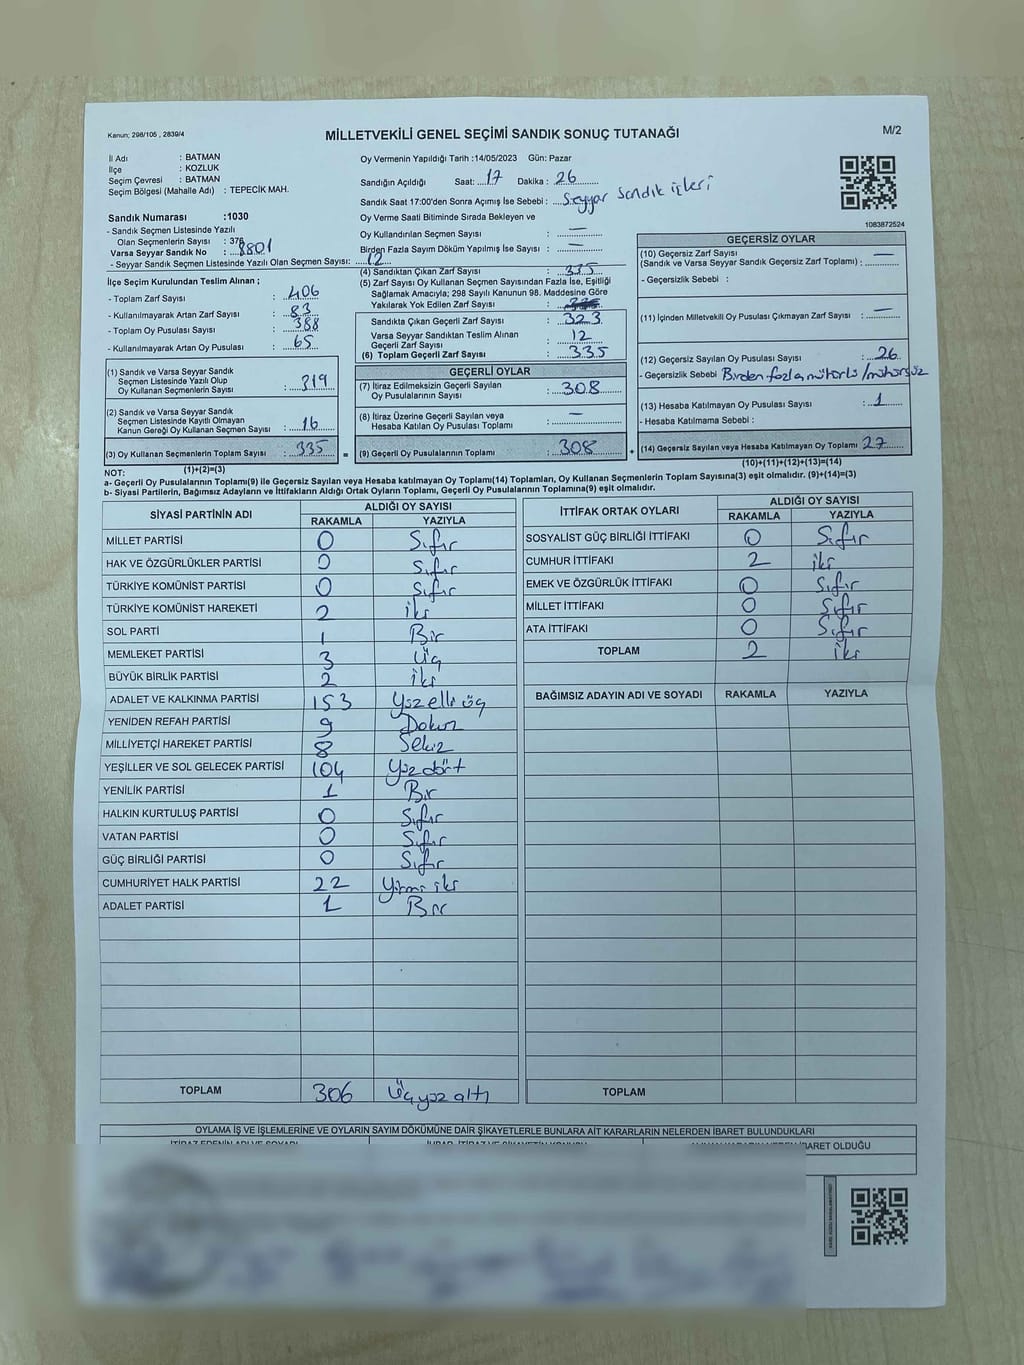 Kanun; 298/105 , 2839/4
MİLLETVEKİLİ GENEL SEÇİMİ SANDIK SONUÇ TUTANAĞI
M/2
İl Adı : BATMAN
İlçe : KOZLUK
Seçim Çevresi : BATMAN
Seçim Bölgesi (Mahalle Adı) : TEPECİK MAH.
Sandık Numarası :1030
- Sandık Seçmen Listesinde Yazılı
Olan Seçmenlerin Sayısı : 376
Varsa Seyyar Sandık No : 8801
- Seyyar Sandık Seçmen Listesinde Yazılı Olan Seçmen Sayısı: 12
Oy Vermenin Yapıldığı Tarih :14/05/2023 Gün: Pazar
Sandığın Açıldığı Saat: 17 Dakika : 26
Sandık Saat 17:00'den Sonra Açımış İse Sebebi : Seyyar sandık işleri
Oy Verme Saati Bitiminde Sırada Bekleyen ve
Oy Kullandırılan Seçmen Sayısı : —
Birden Fazla Sayım Döküm Yapılmış İse Sayısı : —
1083872524
İlçe Seçim Kurulundan Teslim Alınan ;
- Toplam Zarf Sayısı : 406
- Kullanılmayarak Artan Zarf Sayısı : 83
- Toplam Oy Pusulası Sayısı : 388
- Kullanılmayarak Artan Oy Pusulası : 65
(4) Sandıktan Çıkan Zarf Sayısı : 335
(5) Zarf Sayısı Oy Kullanan Seçmen Sayısından Fazla İse, Eşitliği
Sağlamak Amacıyla; 298 Sayılı Kanunun 98. Maddesine Göre
Yakılarak Yok Edilen Zarf Sayısı :
Sandıkta Çıkan Geçerli Zarf Sayısı : 323
Varsa Seyyar Sandıktan Teslim Alınan
Geçerli Zarf Sayısı : 12
(6) Toplam Geçerli Zarf Sayısı : 335
GEÇERSİZ OYLAR
(10) Geçersiz Zarf Sayısı
(Sandık ve Varsa Seyyar Sandık Geçersiz Zarf Toplamı) : —
- Geçersizlik Sebebi :
(11) İçinden Milletvekili Oy Pusulası Çıkmayan Zarf Sayısı : —
(12) Geçersiz Sayılan Oy Pusulası Sayısı : 26
- Geçersizlik Sebebi Birden fazla mühürlü /mühürsüz
(13) Hesaba Katılmayan Oy Pusulası Sayısı : 1
- Hesaba Katılmama Sebebi :
(14) Geçersiz Sayılan veya Hesaba Katılmayan Oy Toplamı 27
(10)+(11)+(12)+(13)=(14)
(1) Sandık ve Varsa Seyyar Sandık
Seçmen Listesinde Yazılı Olup
Oy Kullanan Seçmenlerin Sayısı : 319
(2) Sandık ve Varsa Seyyar Sandık
Seçmen Listesinde Kayıtlı Olmayan
Kanun Gereği Oy Kullanan Seçmen Sayısı : 16
(3) Oy Kullanan Seçmenlerin Toplam Sayısı : 335 =
(1)+(2)=(3)
GEÇERLİ OYLAR
(7) İtiraz Edilmeksizin Geçerli Sayılan
Oy Pusulalarının Sayısı : 308
(8) İtiraz Üzerine Geçerli Sayılan veya
Hesaba Katılan Oy Pusulası Toplamı : —
(9) Geçerli Oy Pusulalarının Toplamı : 308 +
NOT:
a- Geçerli Oy Pusulalarının Toplamı(9) ile Geçersiz Sayılan veya Hesaba katılmayan Oy Toplamı(14) Toplamları, Oy Kullanan Seçmenlerin Toplam Sayısına(3) eşit olmalıdır. (9)+(14)=(3)
b- Siyasi Partilerin, Bağımsız Adayların ve İttifakların Aldığı Ortak Oyların Toplamı, Geçerli Oy Pusulalarının Toplamına(9) eşit olmalıdır.
SİYASİ PARTİNİN ADI ALDIĞI OY SAYISI
RAKAMLA YAZIYLA
MİLLET PARTİSİ 0 Sıfır
HAK VE ÖZGÜRLÜKLER PARTİSİ 0 Sıfır
TÜRKİYE KOMÜNİST PARTİSİ 0 Sıfır
TÜRKİYE KOMÜNİST HAREKETİ 2 iki
SOL PARTİ 1 Bir
MEMLEKET PARTİSİ 3 Üç
BÜYÜK BİRLİK PARTİSİ 2 iki
ADALET VE KALKINMA PARTİSİ 153 Yüzelli üç
YENİDEN REFAH PARTİSİ 9 Dokuz
MİLLİYETÇİ HAREKET PARTİSİ 8 Sekiz
YEŞİLLER VE SOL GELECEK PARTİSİ 104 Yüz dört
YENİLİK PARTİSİ 1 Bir
HALKIN KURTULUŞ PARTİSİ 0 Sıfır
VATAN PARTİSİ 0 Sıfır
GÜÇ BİRLİĞİ PARTİSİ 0 Sıfır
CUMHURİYET HALK PARTİSİ 22 Yirmi iki
ADALET PARTİSİ 1 Bir
TOPLAM 306 Üçyüz altı
İTTİFAK ORTAK OYLARI ALDIĞI OY SAYISI
RAKAMLA YAZIYLA
SOSYALİST GÜÇ BİRLİĞİ İTTİFAKI 0 Sıfır
CUMHUR İTTİFAKI 2 iki
EMEK VE ÖZGÜRLÜK İTTİFAKI 0 Sıfır
MİLLET İTTİFAKI 0 Sıfır
ATA İTTİFAKI 0 Sıfır
TOPLAM 2 iki
BAĞIMSIZ ADAYIN ADI VE SOYADI RAKAMLA YAZIYLA
TOPLAM
OYLAMA İŞ VE İŞLEMLERİNE VE OYLARIN SAYIM DÖKÜMÜNE DAİR ŞİKAYETLERLE BUNLARA AİT KARARLARIN NELERDEN İBARET BULUNDUKLARI
İBARET OLDUĞU